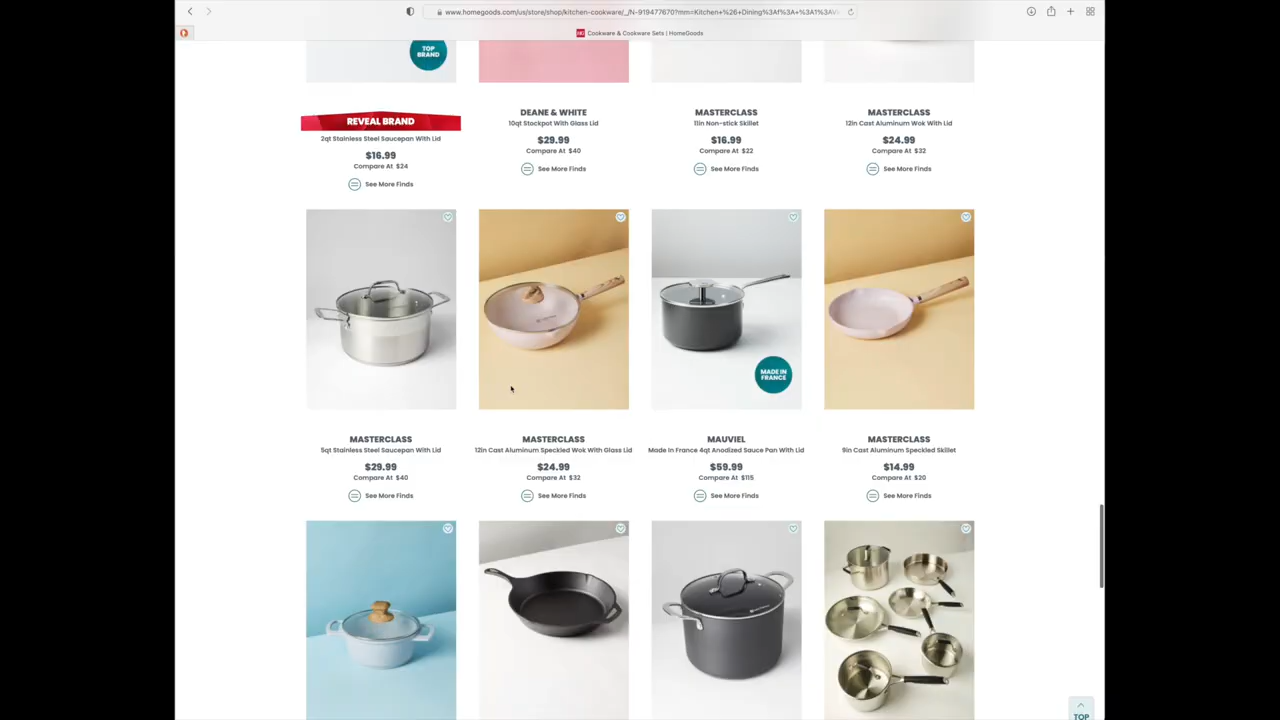 www.homegoods.com/us/store/shop/kitchen-cookware/_/N-919477670?mm=Kitchen+%26+Dining%3Af%3A+%3A1%3AV
HG Cookware & Cookware Sets | HomeGoods
TOP
BRAND
REVEAL BRAND
2qt Stainless Steel Saucepan With Lid
$16.99
Compare At $24
See More Finds
DEANE & WHITE
10qt Stockpot With Glass Lid
$29.99
Compare At $40
See More Finds
MASTERCLASS
11in Non-stick Skillet
$16.99
Compare At $22
See More Finds
MASTERCLASS
12in Cast Aluminum Wok With Lid
$24.99
Compare At $32
See More Finds
MADE IN
FRANCE
MASTERCLASS
5qt Stainless Steel Saucepan With Lid
$29.99
Compare At $40
See More Finds
MASTERCLASS
12in Cast Aluminum Speckled Wok With Glass Lid
$24.99
Compare At $32
See More Finds
MAUVIEL
Made In France 4qt Anodized Sauce Pan With Lid
$59.99
Compare At $115
See More Finds
MASTERCLASS
9in Cast Aluminum Speckled Skillet
$14.99
Compare At $20
See More Finds
TOP